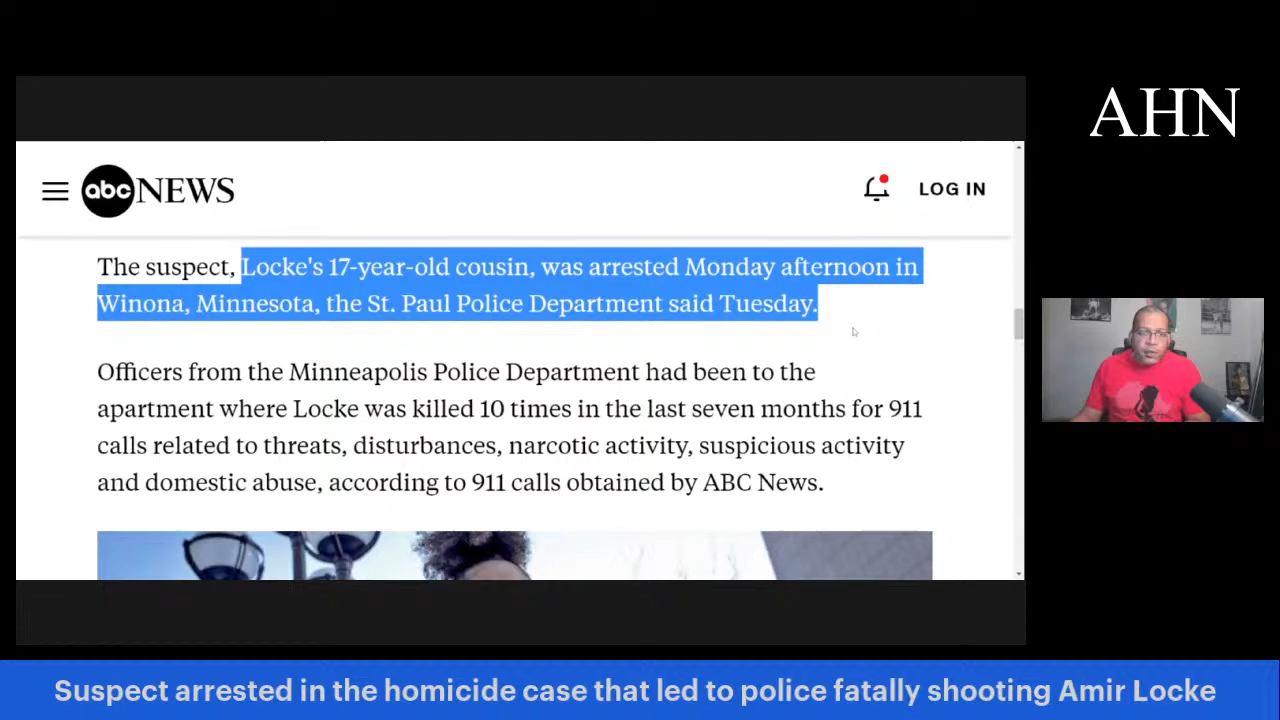 AHN
abc NEWS
LOG IN
The suspect, Locke's 17-year-old cousin, was arrested Monday afternoon in
Winona, Minnesota, the St. Paul Police Department said Tuesday.
Officers from the Minneapolis Police Department had been to the
apartment where Locke was killed 10 times in the last seven months for 911
calls related to threats, disturbances, narcotic activity, suspicious activity
and domestic abuse, according to 911 calls obtained by ABC News.
Suspect arrested in the homicide case that led to police fatally shooting Amir Locke